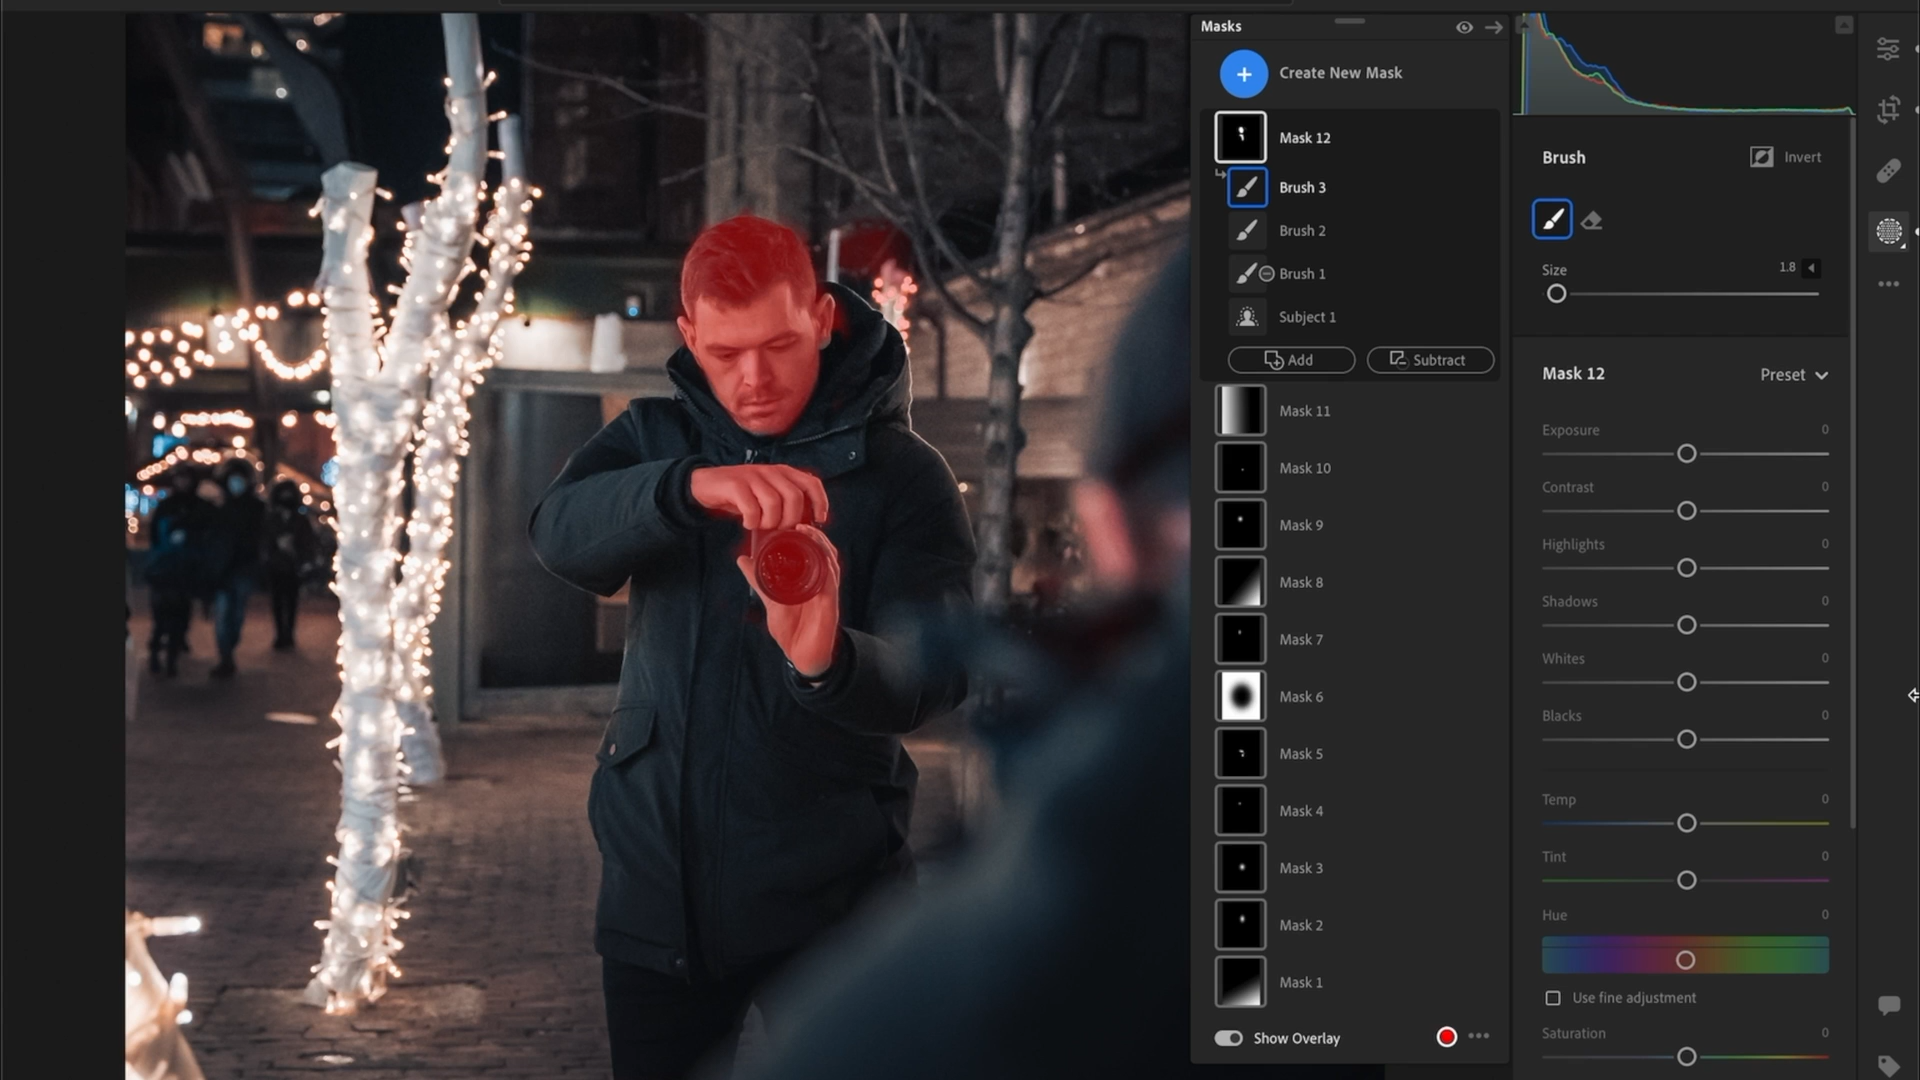 Masks
Create New Mask
Mask 12
Brush 3
Brush 2
Brush 1
Subject 1
Add
Subtract
Mask 11
Mask 10
Mask 9
Mask 8
Mask 7
Mask 6
Mask 5
Mask 4
Mask 3
Mask 2
Mask 1
Show Overlay
Brush
Invert
Size
1.8
Mask 12
Preset
Exposure
0
Contrast
0
Highlights
0
Shadows
0
Whites
0
Blacks
0
Temp
0
Tint
0
Hue
0
Use fine adjustment
Saturation
0